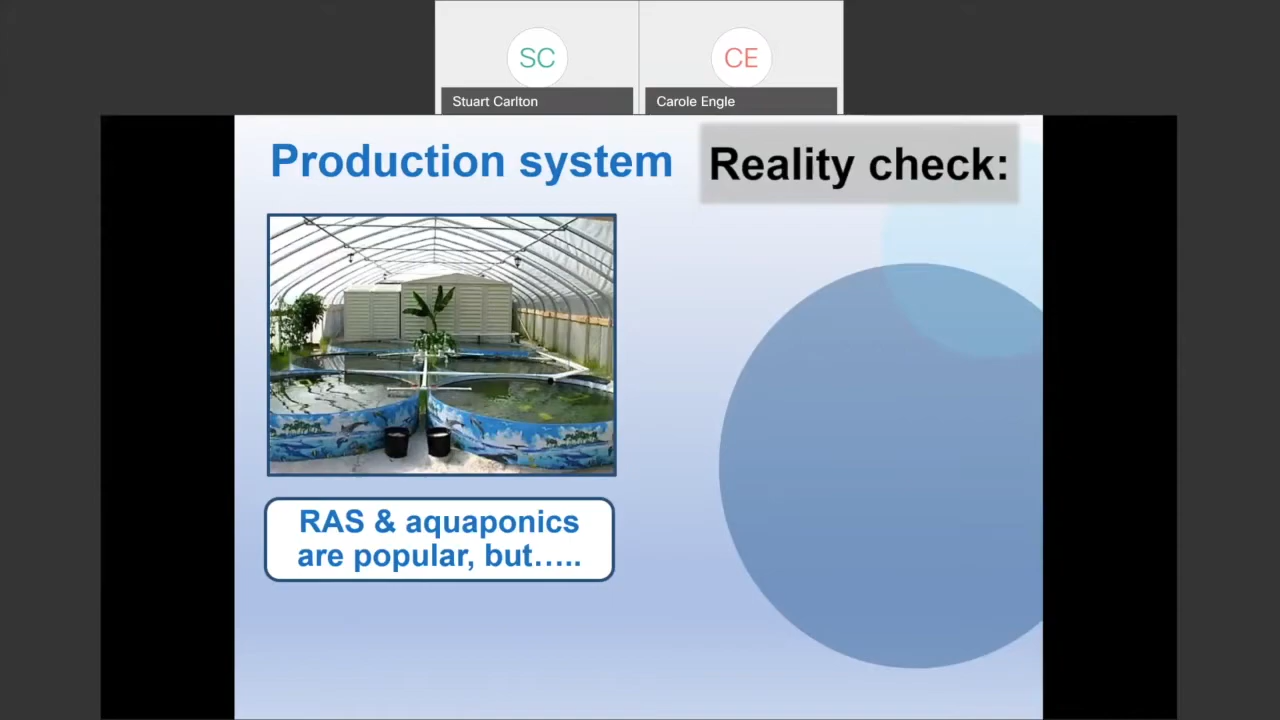 SC
CE
Stuart Carlton
Carole Engle
Production system
Reality check:
RAS & aquaponics
are popular, but.....